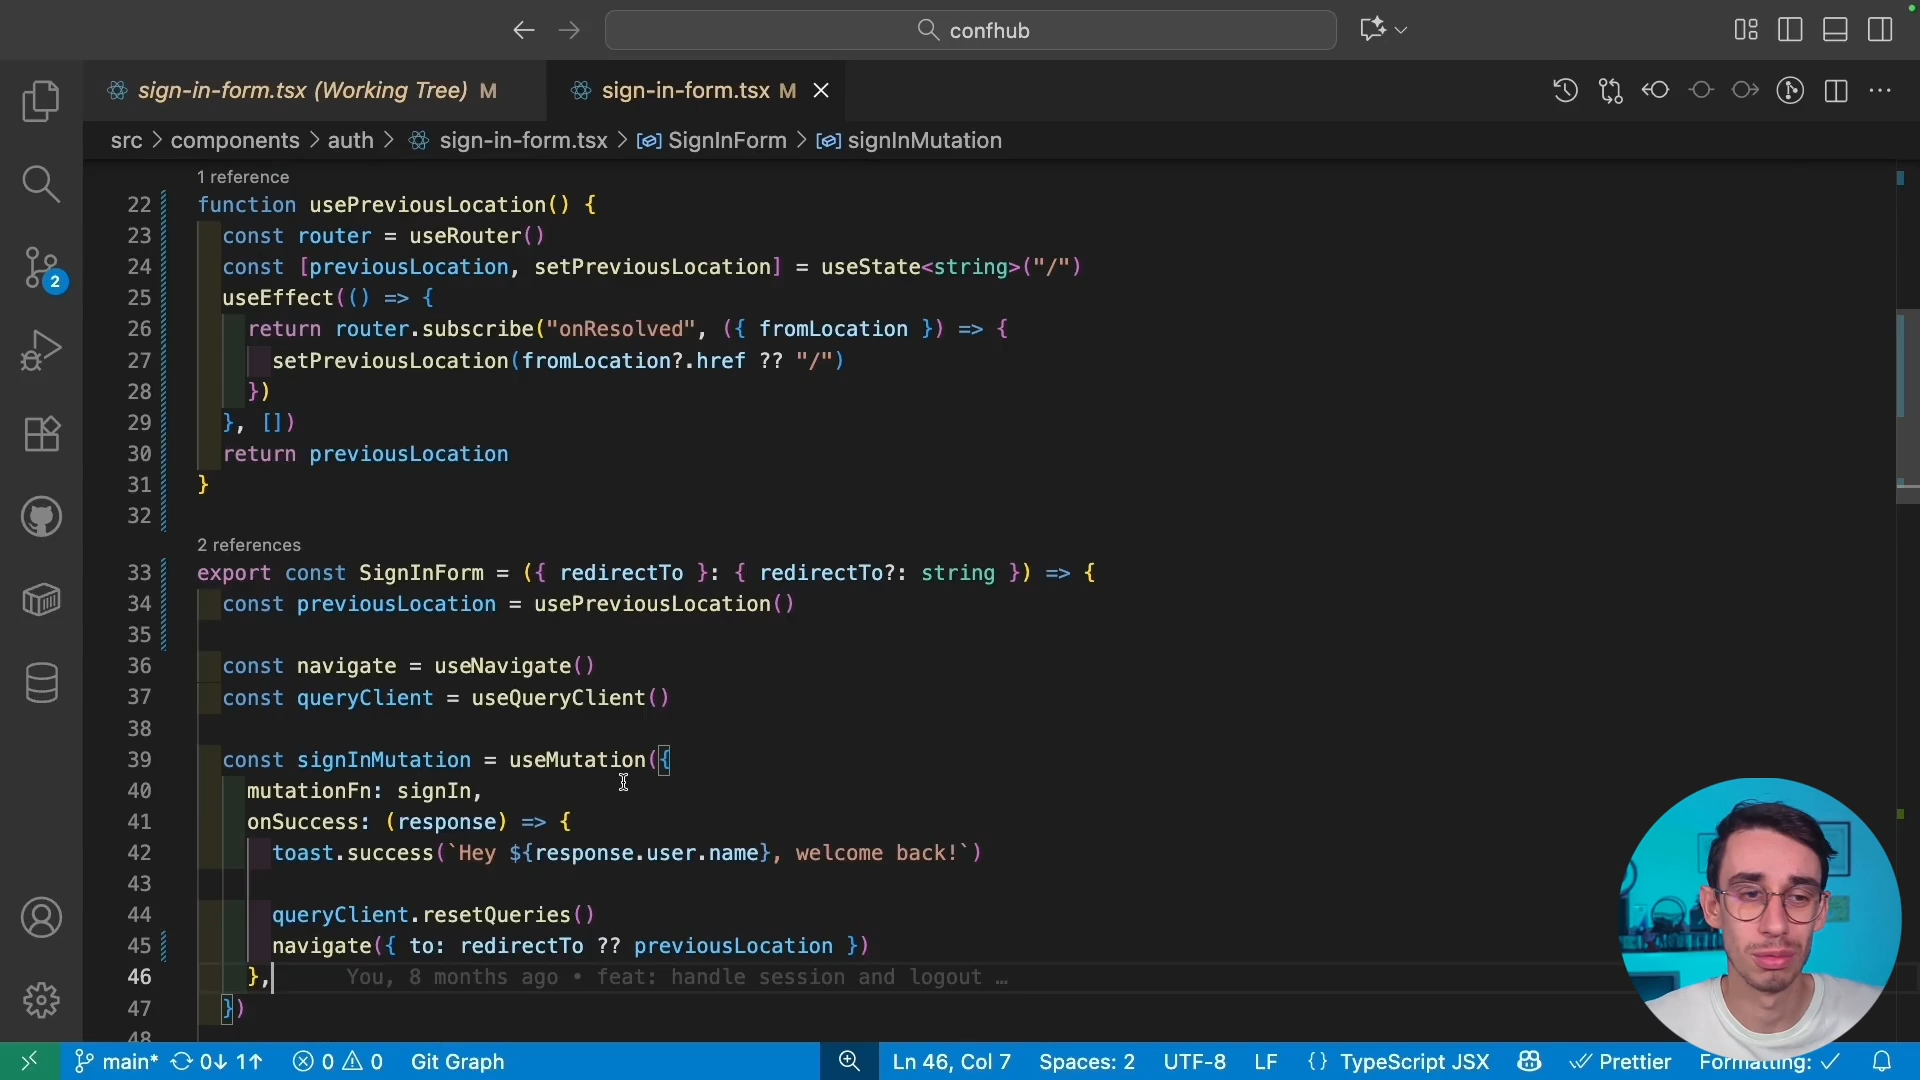 confhub
sign-in-form.tsx (Working Tree) M
sign-in-form.tsx M
src > components > auth > sign-in-form.tsx > SignInForm > signInMutation
1 reference
22 function usePreviousLocation() {
23 const router = useRouter()
24 const [previousLocation, setPreviousLocation] = useState<string>("/")
25 useEffect(() => {
26 return router.subscribe("onResolved", ({ fromLocation }) => {
27 setPreviousLocation(fromLocation?.href ?? "/")
28 })
29 }, [])
30 return previousLocation
31 }
32
2 references
33 export const SignInForm = ({ redirectTo }: { redirectTo?: string }) => {
34 const previousLocation = usePreviousLocation()
35
36 const navigate = useNavigate()
37 const queryClient = useQueryClient()
38
39 const signInMutation = useMutation({
40 mutationFn: signIn,
41 onSuccess: (response) => {
42 toast.success(`Hey ${response.user.name}, welcome back!`)
43
44 queryClient.resetQueries()
45 navigate({ to: redirectTo ?? previousLocation })
46 }, You, 8 months ago • feat: handle session and logout …
47 })
48
2
main* 0↓ 1↑ 0 0 Git Graph Ln 46, Col 7 Spaces: 2 UTF-8 LF {} TypeScript JSX Prettier Formatting: ✓